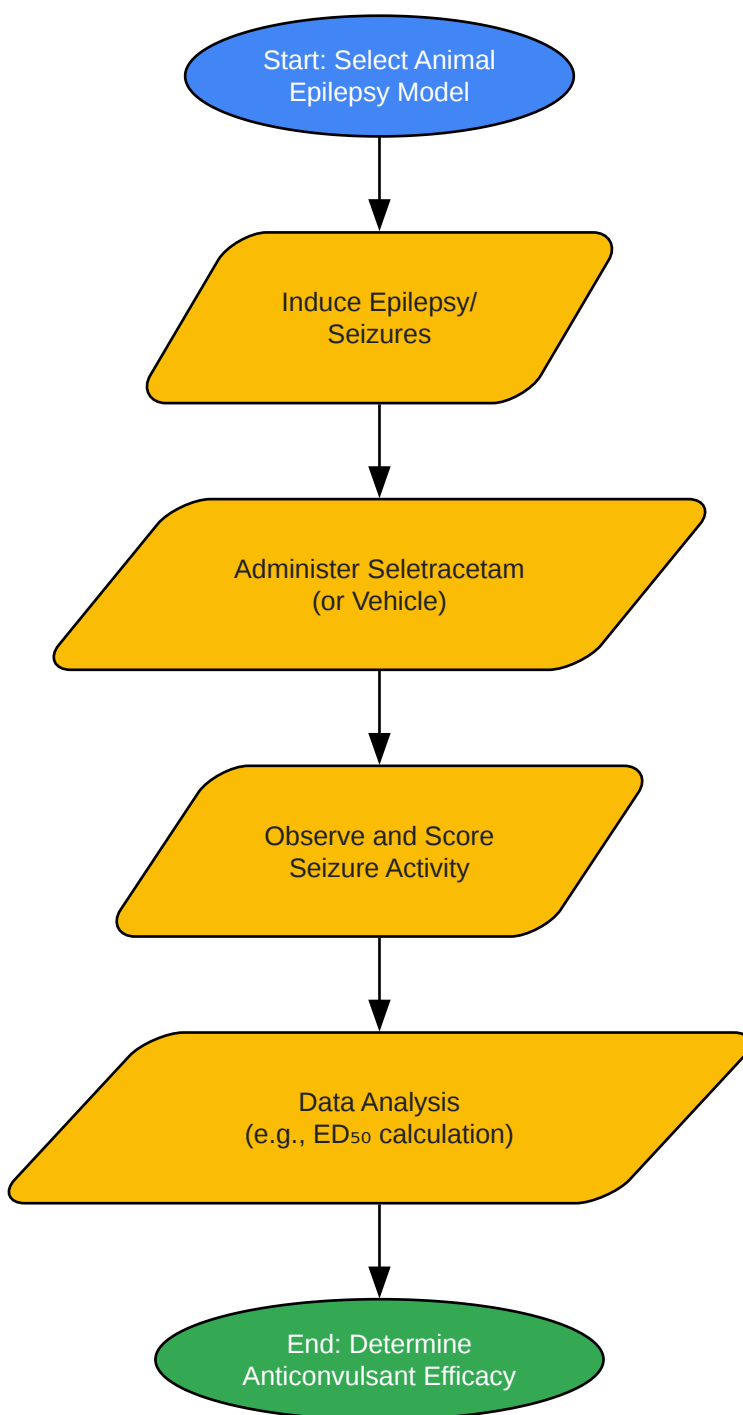 Start: Select Animal
Epilepsy Model
Induce Epilepsy/
Seizures
Administer Seletracetam
(or Vehicle)
Observe and Score
Seizure Activity
Data Analysis
(e.g., ED₅₀ calculation)
End: Determine
Anticonvulsant Efficacy